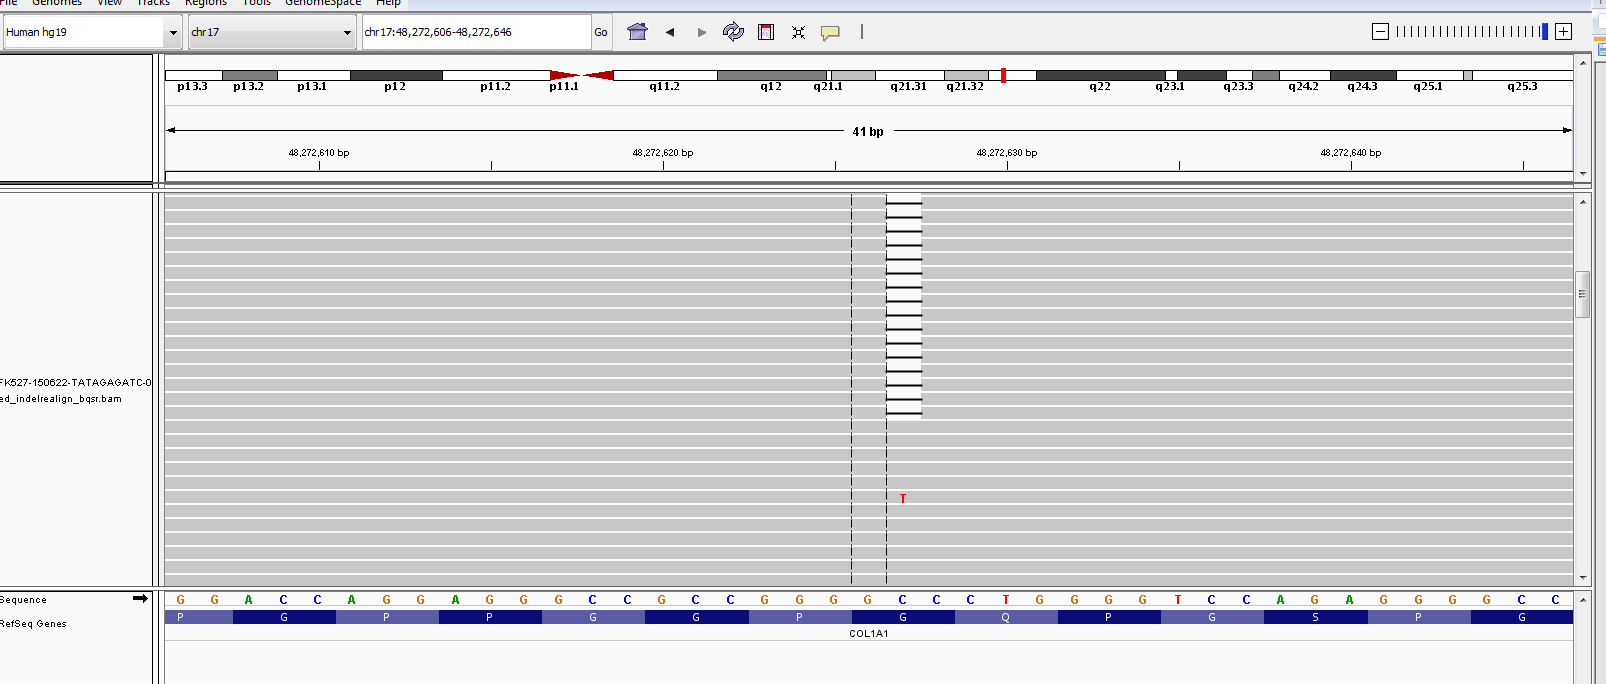 File Genomes View Tracks Regions Tools GenomeSpace Help
Human hg19 chr17 chr17:48,272,606-48,272,646 Go
p13.3 p13.2 p13.1 p12 p11.2 p11.1 q11.2 q12 q21.1 q21.31 q21.32 q22 q23.1 q23.3 q24.2 q24.3 q25.1 q25.3
41 bp
48,272,610 bp 48,272,620 bp 48,272,630 bp 48,272,640 bp
FK527-150622-TATAGAGATC-0
ed_indelrealign_bqsr.bam
T
Sequence G G A C C A G G A G G G C C G C C G G G G C C C T G G G G T C C A G A G G G G C C
RefSeq Genes P G P P G G P G Q P G S P G
COL1A1